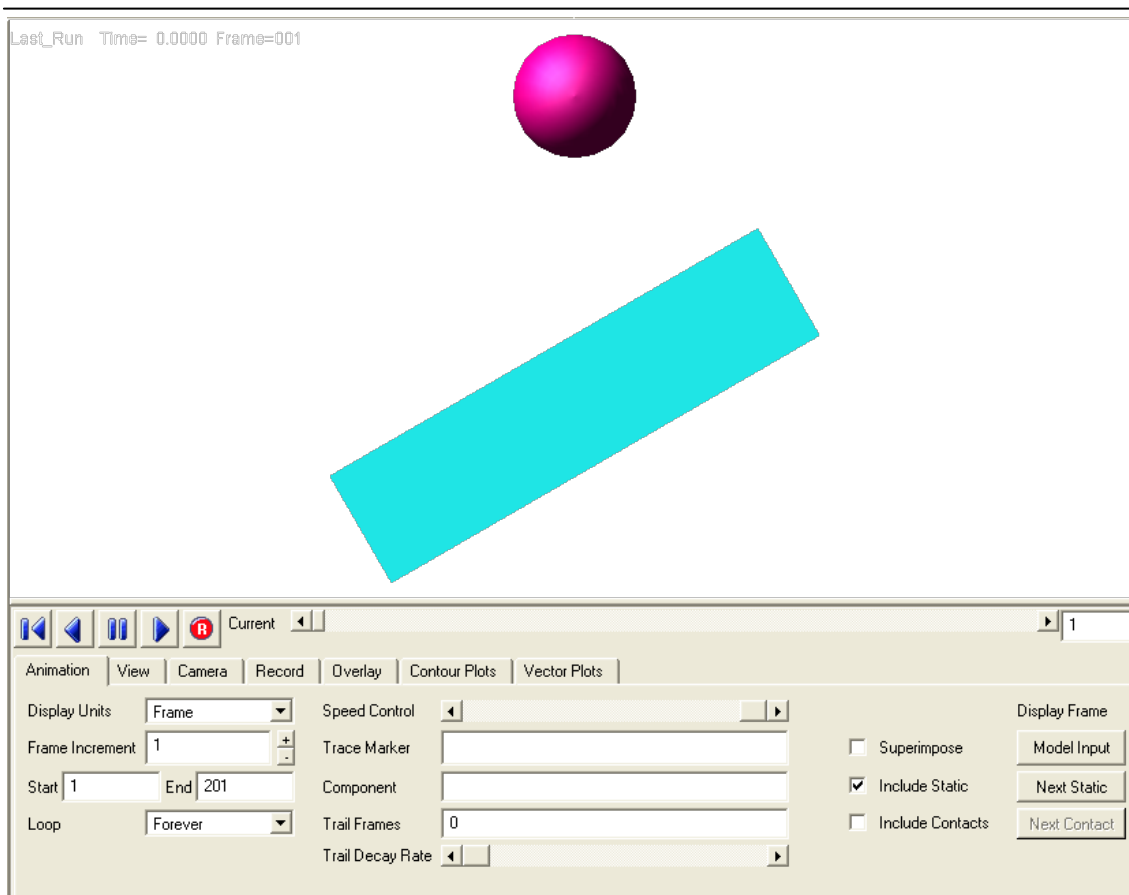 Last_Run Time= 0.0000 Frame=001
R Current 1
Animation View Camera Record Overlay Contour Plots Vector Plots
Display Units Frame Speed Control Display Frame
Frame Increment 1 + - Trace Marker Superimpose Model Input
Start 1 End 201 Component Include Static Next Static
Loop Forever Trail Frames 0 Include Contacts Next Contact
Trail Decay Rate